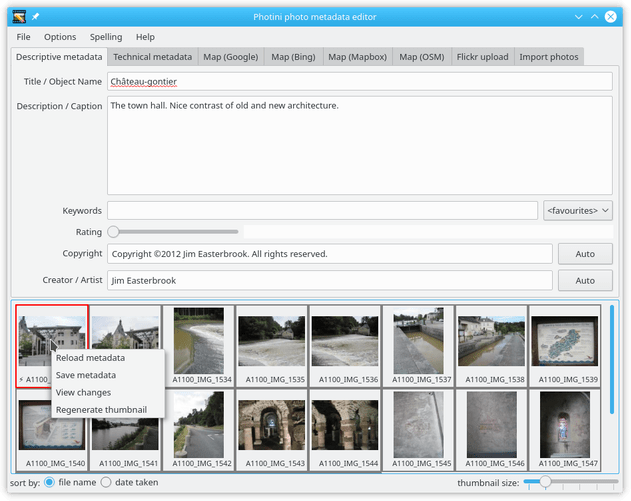 Photini photo metadata editor
File Options Spelling Help
Descriptive metadata Technical metadata Map (Google) Map (Bing) Map (Mapbox) Map (OSM) Flickr upload Import photos
Title / Object Name Château-gontier
Description / Caption The town hall. Nice contrast of old and new architecture.
Keywords <favourites>
Rating
Copyright Copyright ©2012 Jim Easterbrook. All rights reserved. Auto
Creator / Artist Jim Easterbrook Auto
Reload metadata
Save metadata
View changes
Regenerate thumbnail
A1100_IMG_1534 A1100_IMG_1535 A1100_IMG_1536 A1100_IMG_1537 A1100_IMG_1538 A1100_IMG_1539
A1100_IMG_1540 A1100_IMG_1541 A1100_IMG_1542 A1100_IMG_1543 A1100_IMG_1544 A1100_IMG_1545 A1100_IMG_1546 A1100_IMG_1547
sort by: file name date taken thumbnail size: